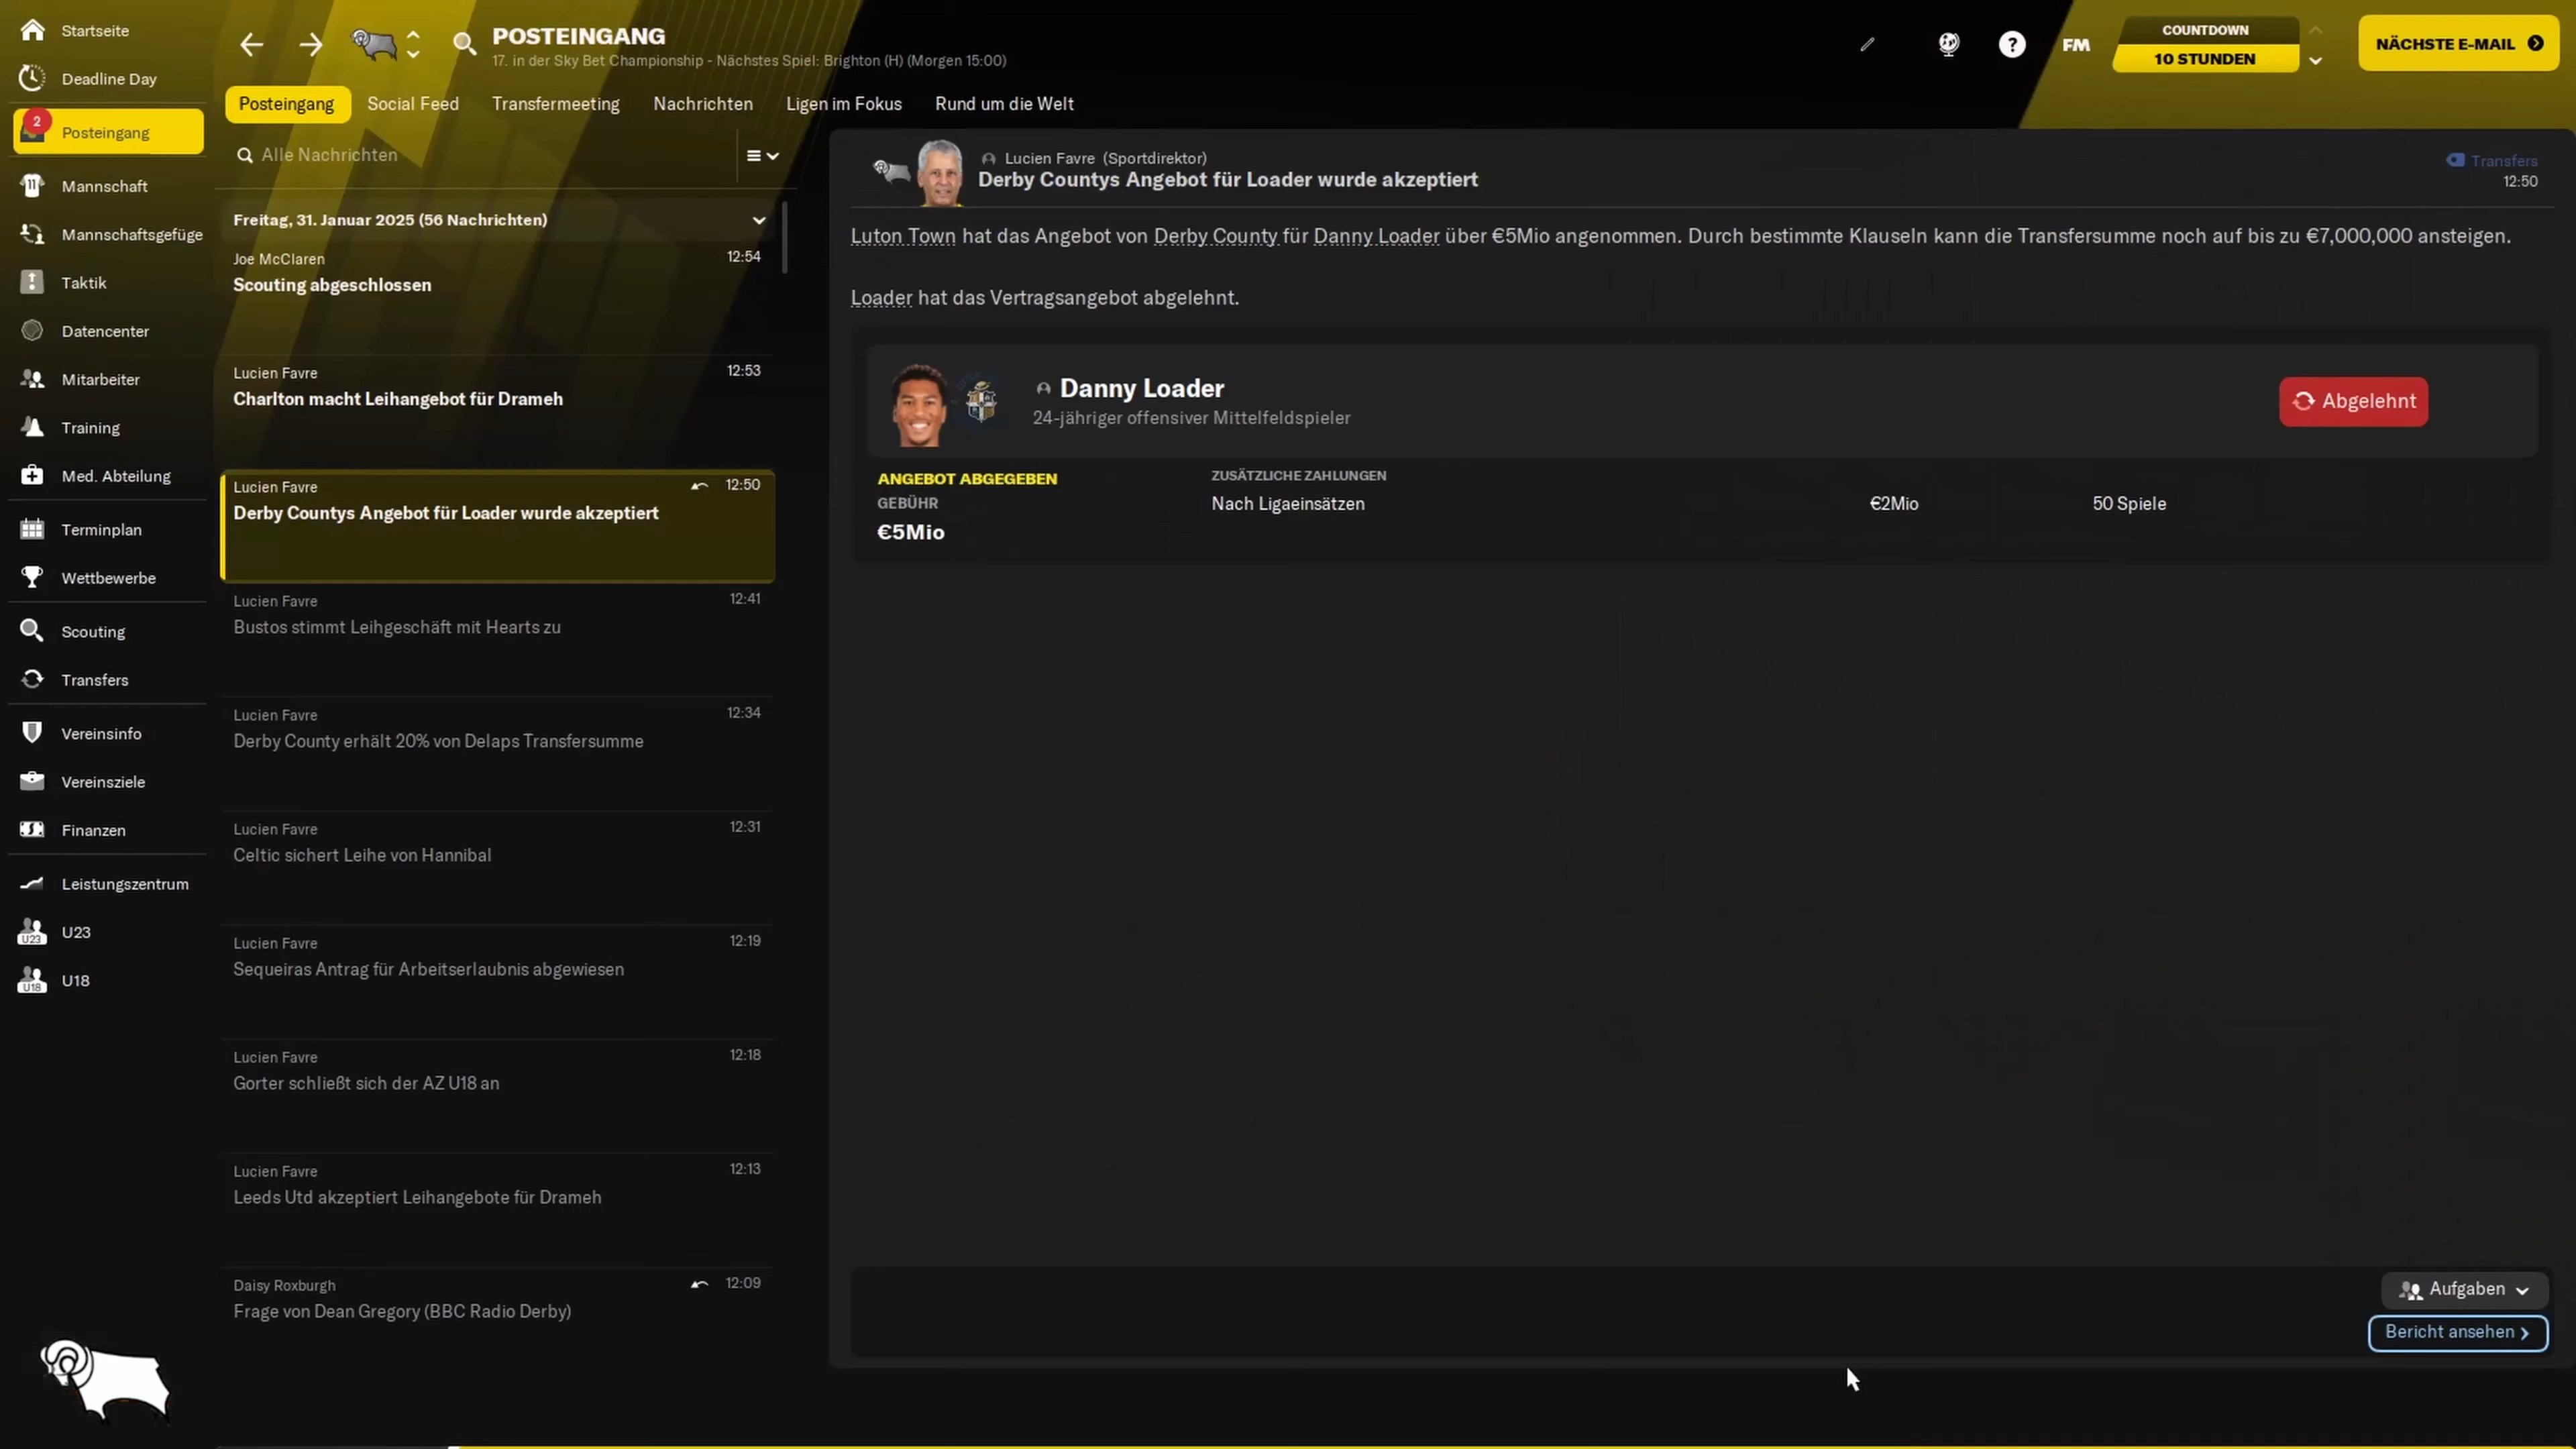 Startseite
Deadline Day
2
Posteingang
Mannschaft
Mannschaftsgefüge
Taktik
Datencenter
Mitarbeiter
Training
Med. Abteilung
Terminplan
Wettbewerbe
Scouting
Transfers
Vereinsinfo
Vereinsziele
Finanzen
Leistungszentrum
U23
U23
U18
U18
POSTEINGANG
17. in der Sky Bet Championship - Nächstes Spiel: Brighton (H) (Morgen 15:00)
FM
COUNTDOWN
10 STUNDEN
NÄCHSTE E-MAIL
Posteingang Social Feed Transfermeeting Nachrichten Ligen im Fokus Rund um die Welt
Alle Nachrichten
Freitag, 31. Januar 2025 (56 Nachrichten)
Joe McClaren 12:54
Scouting abgeschlossen
Lucien Favre 12:53
Charlton macht Leihangebot für Drameh
Lucien Favre 12:50
Derby Countys Angebot für Loader wurde akzeptiert
Lucien Favre 12:41
Bustos stimmt Leihgeschäft mit Hearts zu
Lucien Favre 12:34
Derby County erhält 20% von Delaps Transfersumme
Lucien Favre 12:31
Celtic sichert Leihe von Hannibal
Lucien Favre 12:19
Sequeiras Antrag für Arbeitserlaubnis abgewiesen
Lucien Favre 12:18
Gorter schließt sich der AZ U18 an
Lucien Favre 12:13
Leeds Utd akzeptiert Leihangebote für Drameh
Daisy Roxburgh 12:09
Frage von Dean Gregory (BBC Radio Derby)
Lucien Favre (Sportdirektor)
Derby Countys Angebot für Loader wurde akzeptiert
Transfers
12:50
Luton Town hat das Angebot von Derby County für Danny Loader über €5Mio angenommen. Durch bestimmte Klauseln kann die Transfersumme noch auf bis zu €7,000,000 ansteigen.
Loader hat das Vertragsangebot abgelehnt.
Danny Loader
24-jähriger offensiver Mittelfeldspieler
Abgelehnt
ANGEBOT ABGEGEBEN
GEBÜHR
€5Mio
ZUSÄTZLICHE ZAHLUNGEN
Nach Ligaeinsätzen €2Mio 50 Spiele
Aufgaben
Bericht ansehen